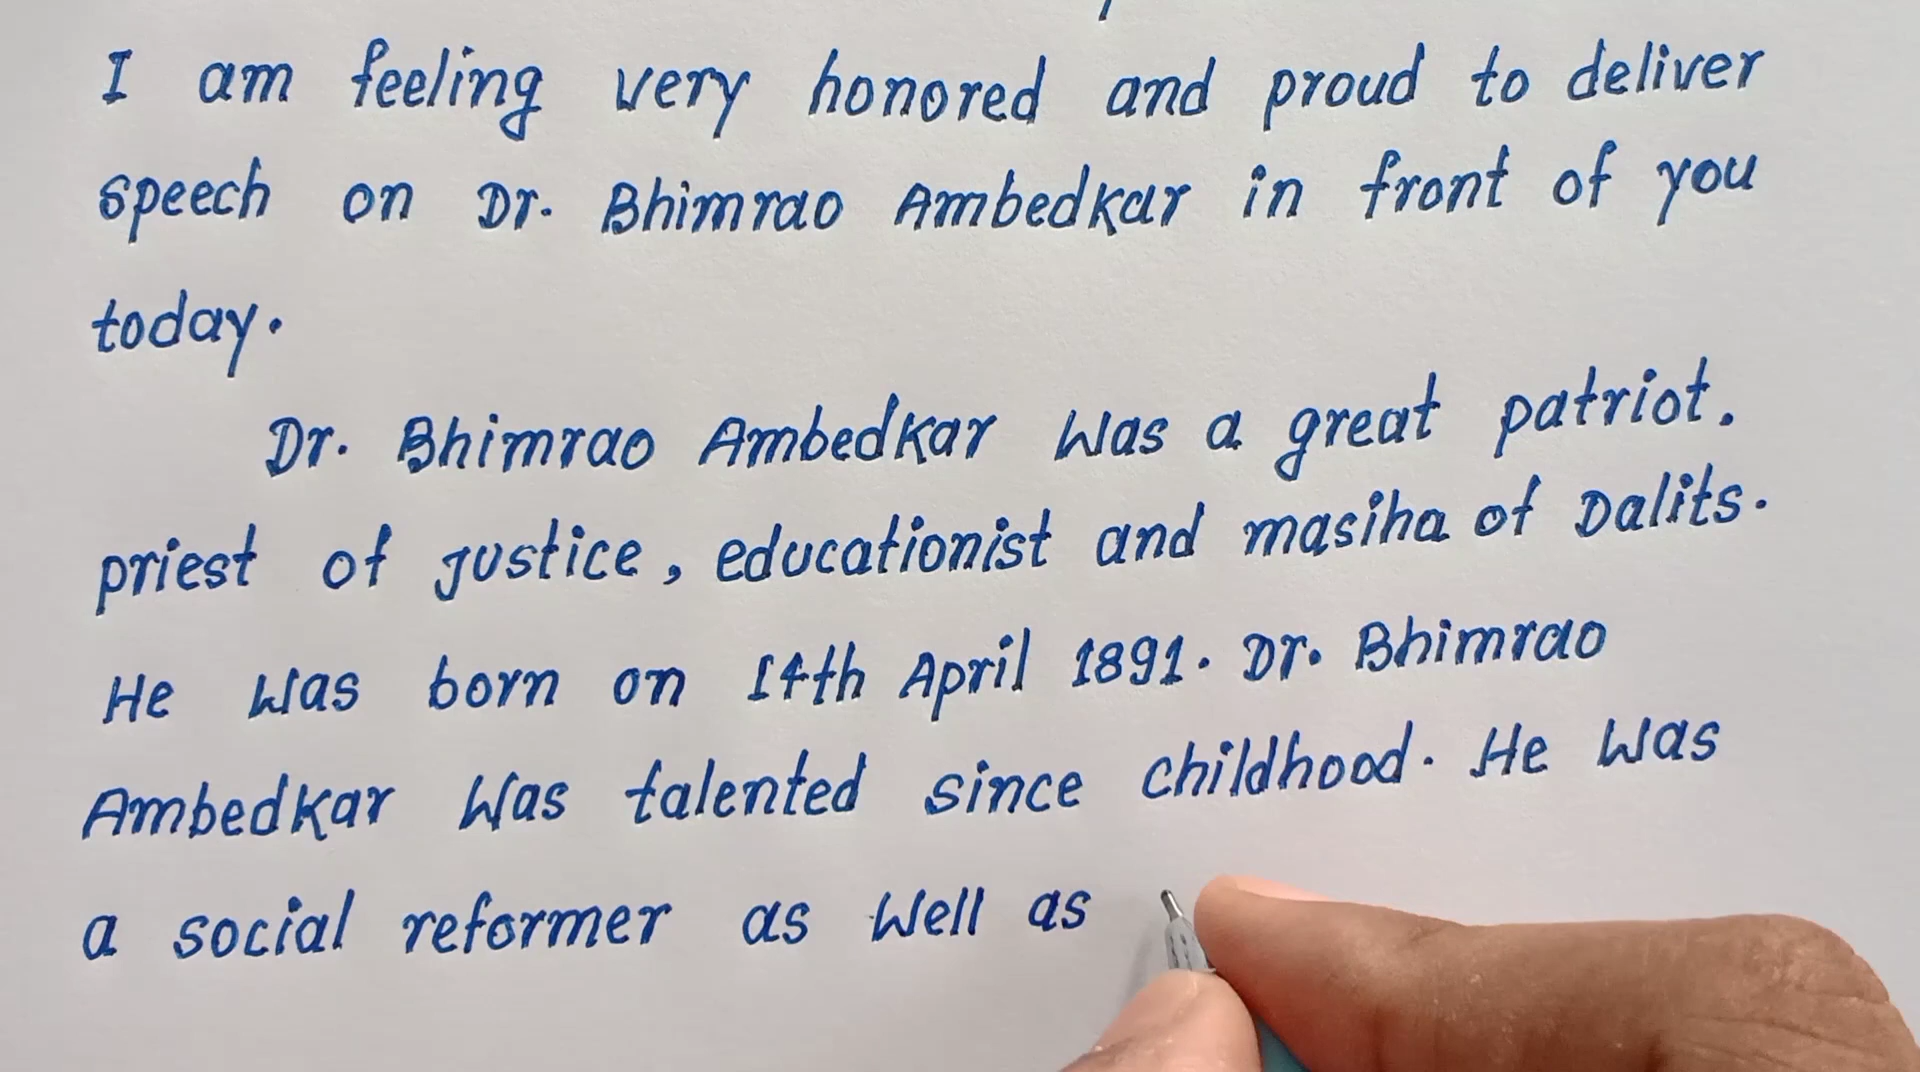 I am feeling very honored and proud to deliver
speech on Dr. Bhimrao Ambedkar in front of you
today.
Dr. Bhimrao Ambedkar was a great patriot.
priest of justice, educationist and masiha of Dalits.
He was born on 14th April 1891. Dr. Bhimrao
Ambedkar was talented since childhood. He was
a social reformer as well as